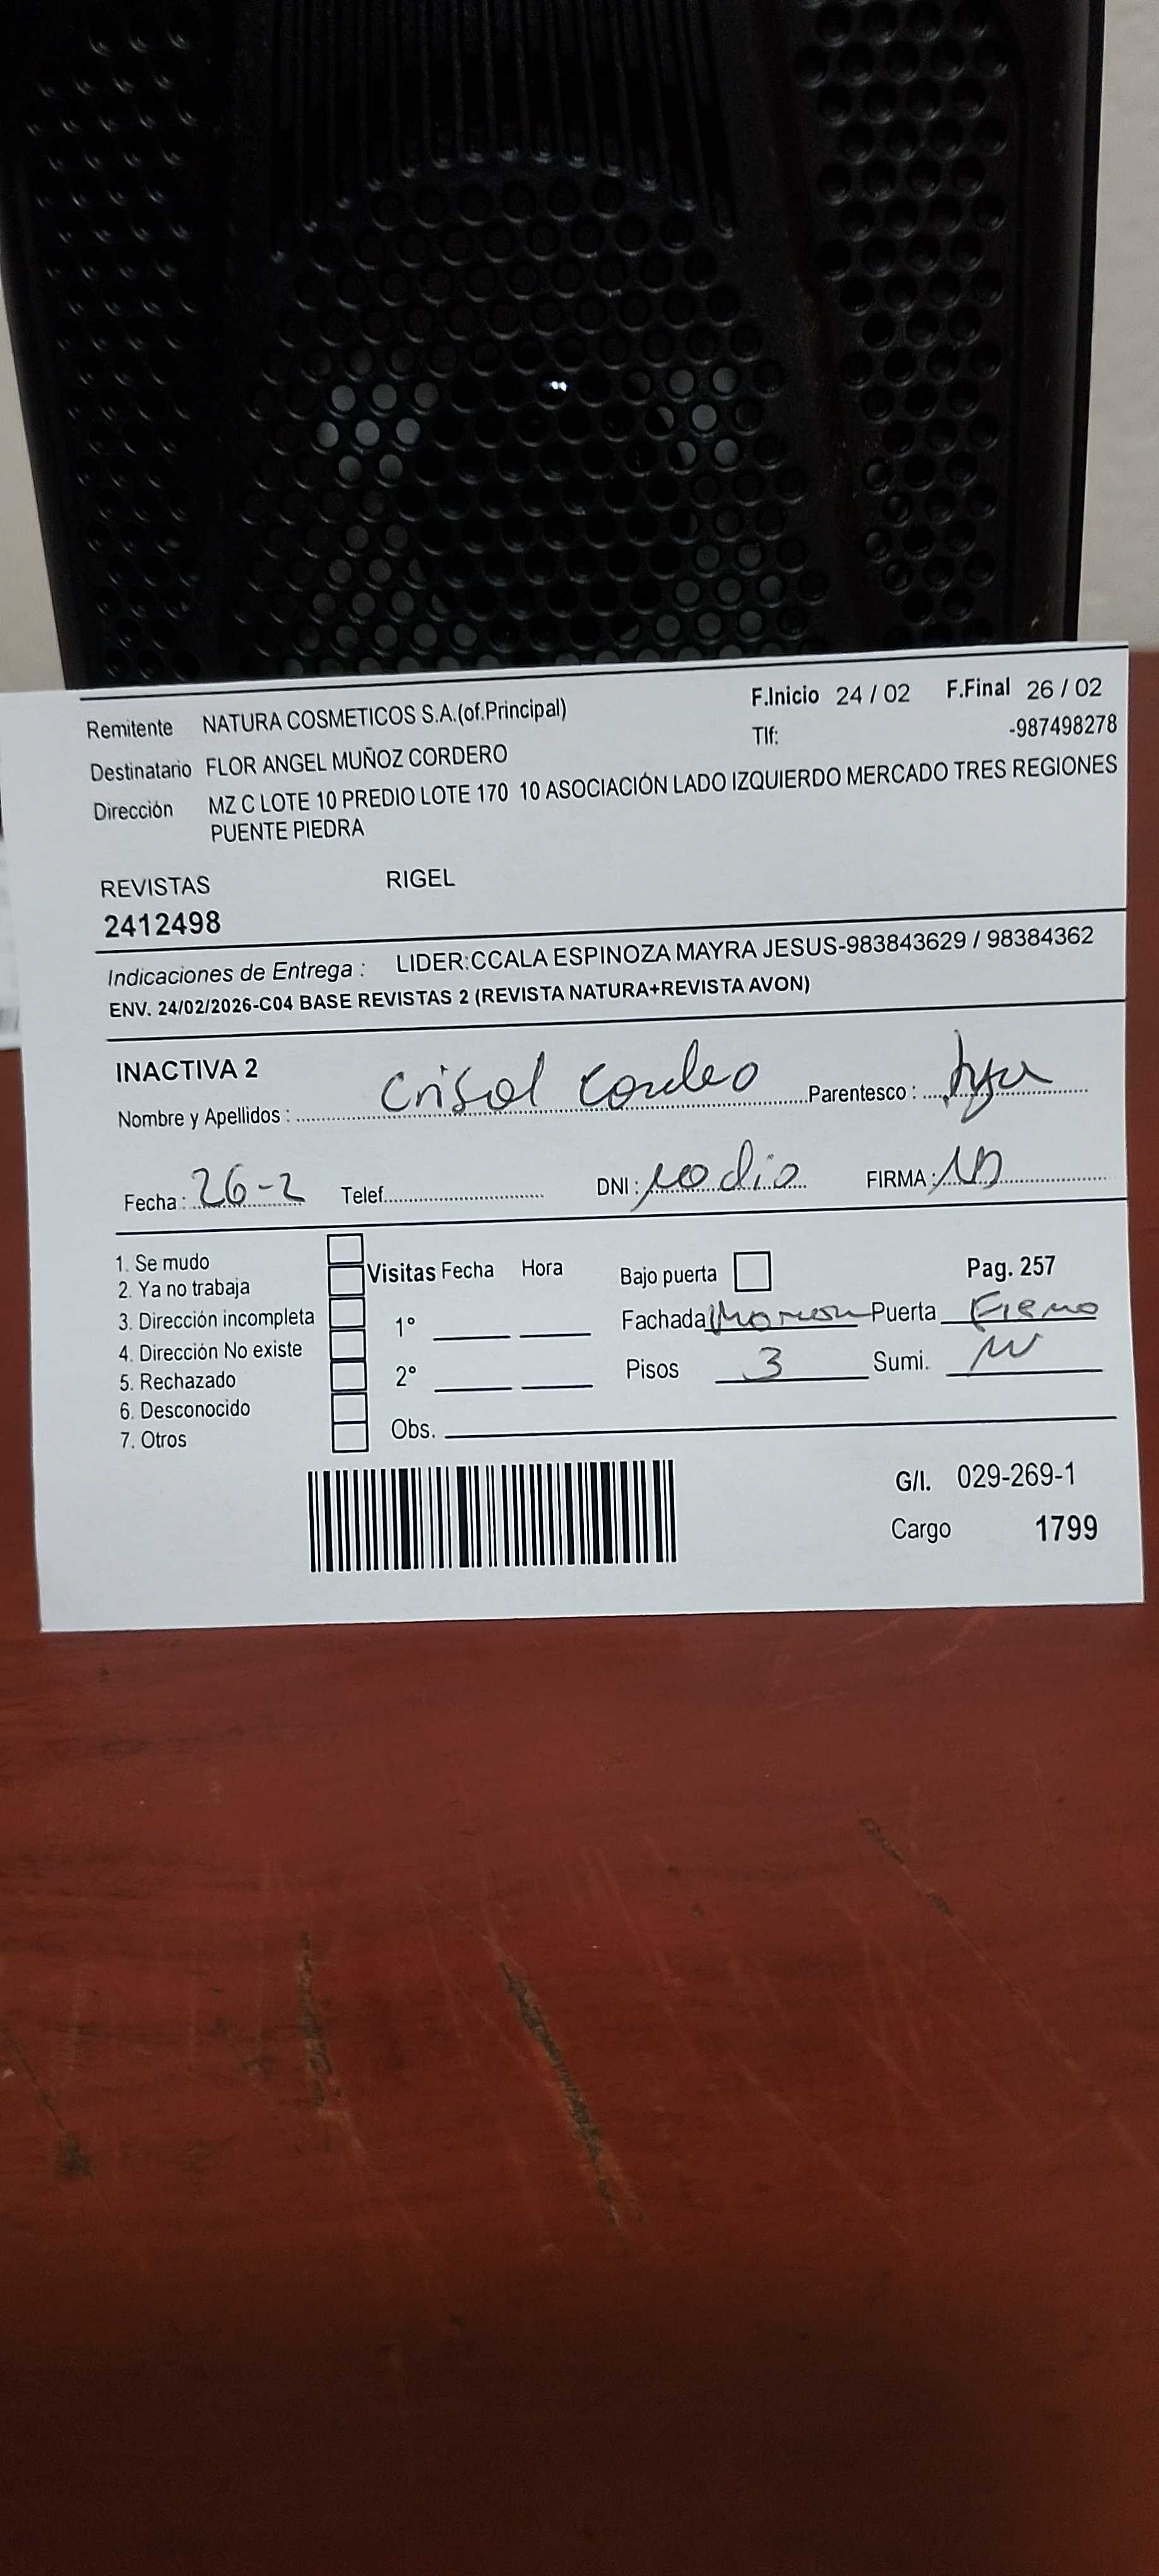 Remitente NATURA COSMETICOS S.A.(of.Principal) F.Inicio 24 / 02 F.Final 26 / 02
Tlf: -987498278
Destinatario FLOR ANGEL MUÑOZ CORDERO
Dirección MZ C LOTE 10 PREDIO LOTE 170 10 ASOCIACIÓN LADO IZQUIERDO MERCADO TRES REGIONES
PUENTE PIEDRA
REVISTAS RIGEL
2412498
Indicaciones de Entrega : LIDER:CCALA ESPINOZA MAYRA JESUS-983843629 / 98384362
ENV. 24/02/2026-C04 BASE REVISTAS 2 (REVISTA NATURA+REVISTA AVON)
INACTIVA 2
Nombre y Apellidos : Crisol Parentesco :
Fecha : 26-2 Telef. DNI : no dio FIRMA :
1. Se mudo
2. Ya no trabaja
3. Dirección incompleta
4. Dirección No existe
5. Rechazado
6. Desconocido
7. Otros
Visitas Fecha Hora
1°
2°
Obs.
Bajo puerta Pag. 257
Fachada Puerta
Pisos 3 Sumi.
G/I. 029-269-1
Cargo 1799